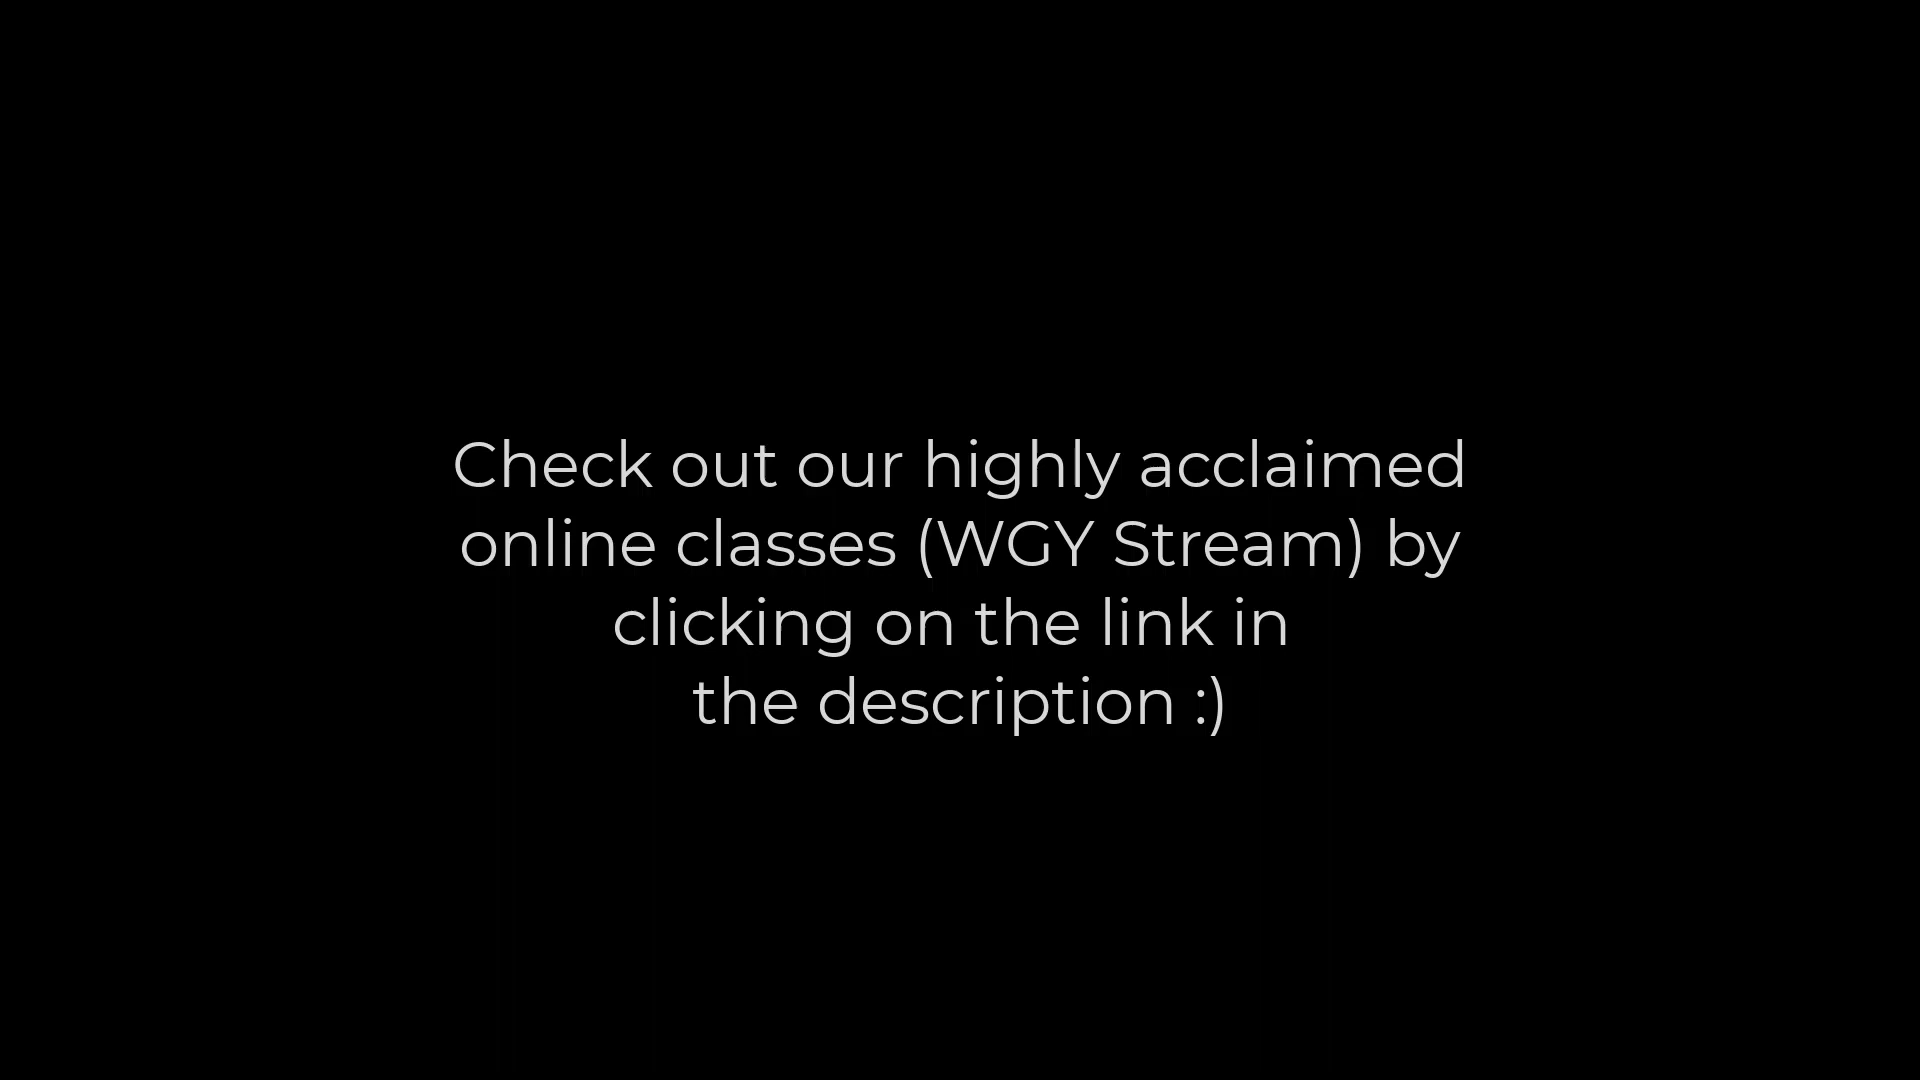 Check out our highly acclaimed
online classes (WGY Stream) by
clicking on the link in
the description :)